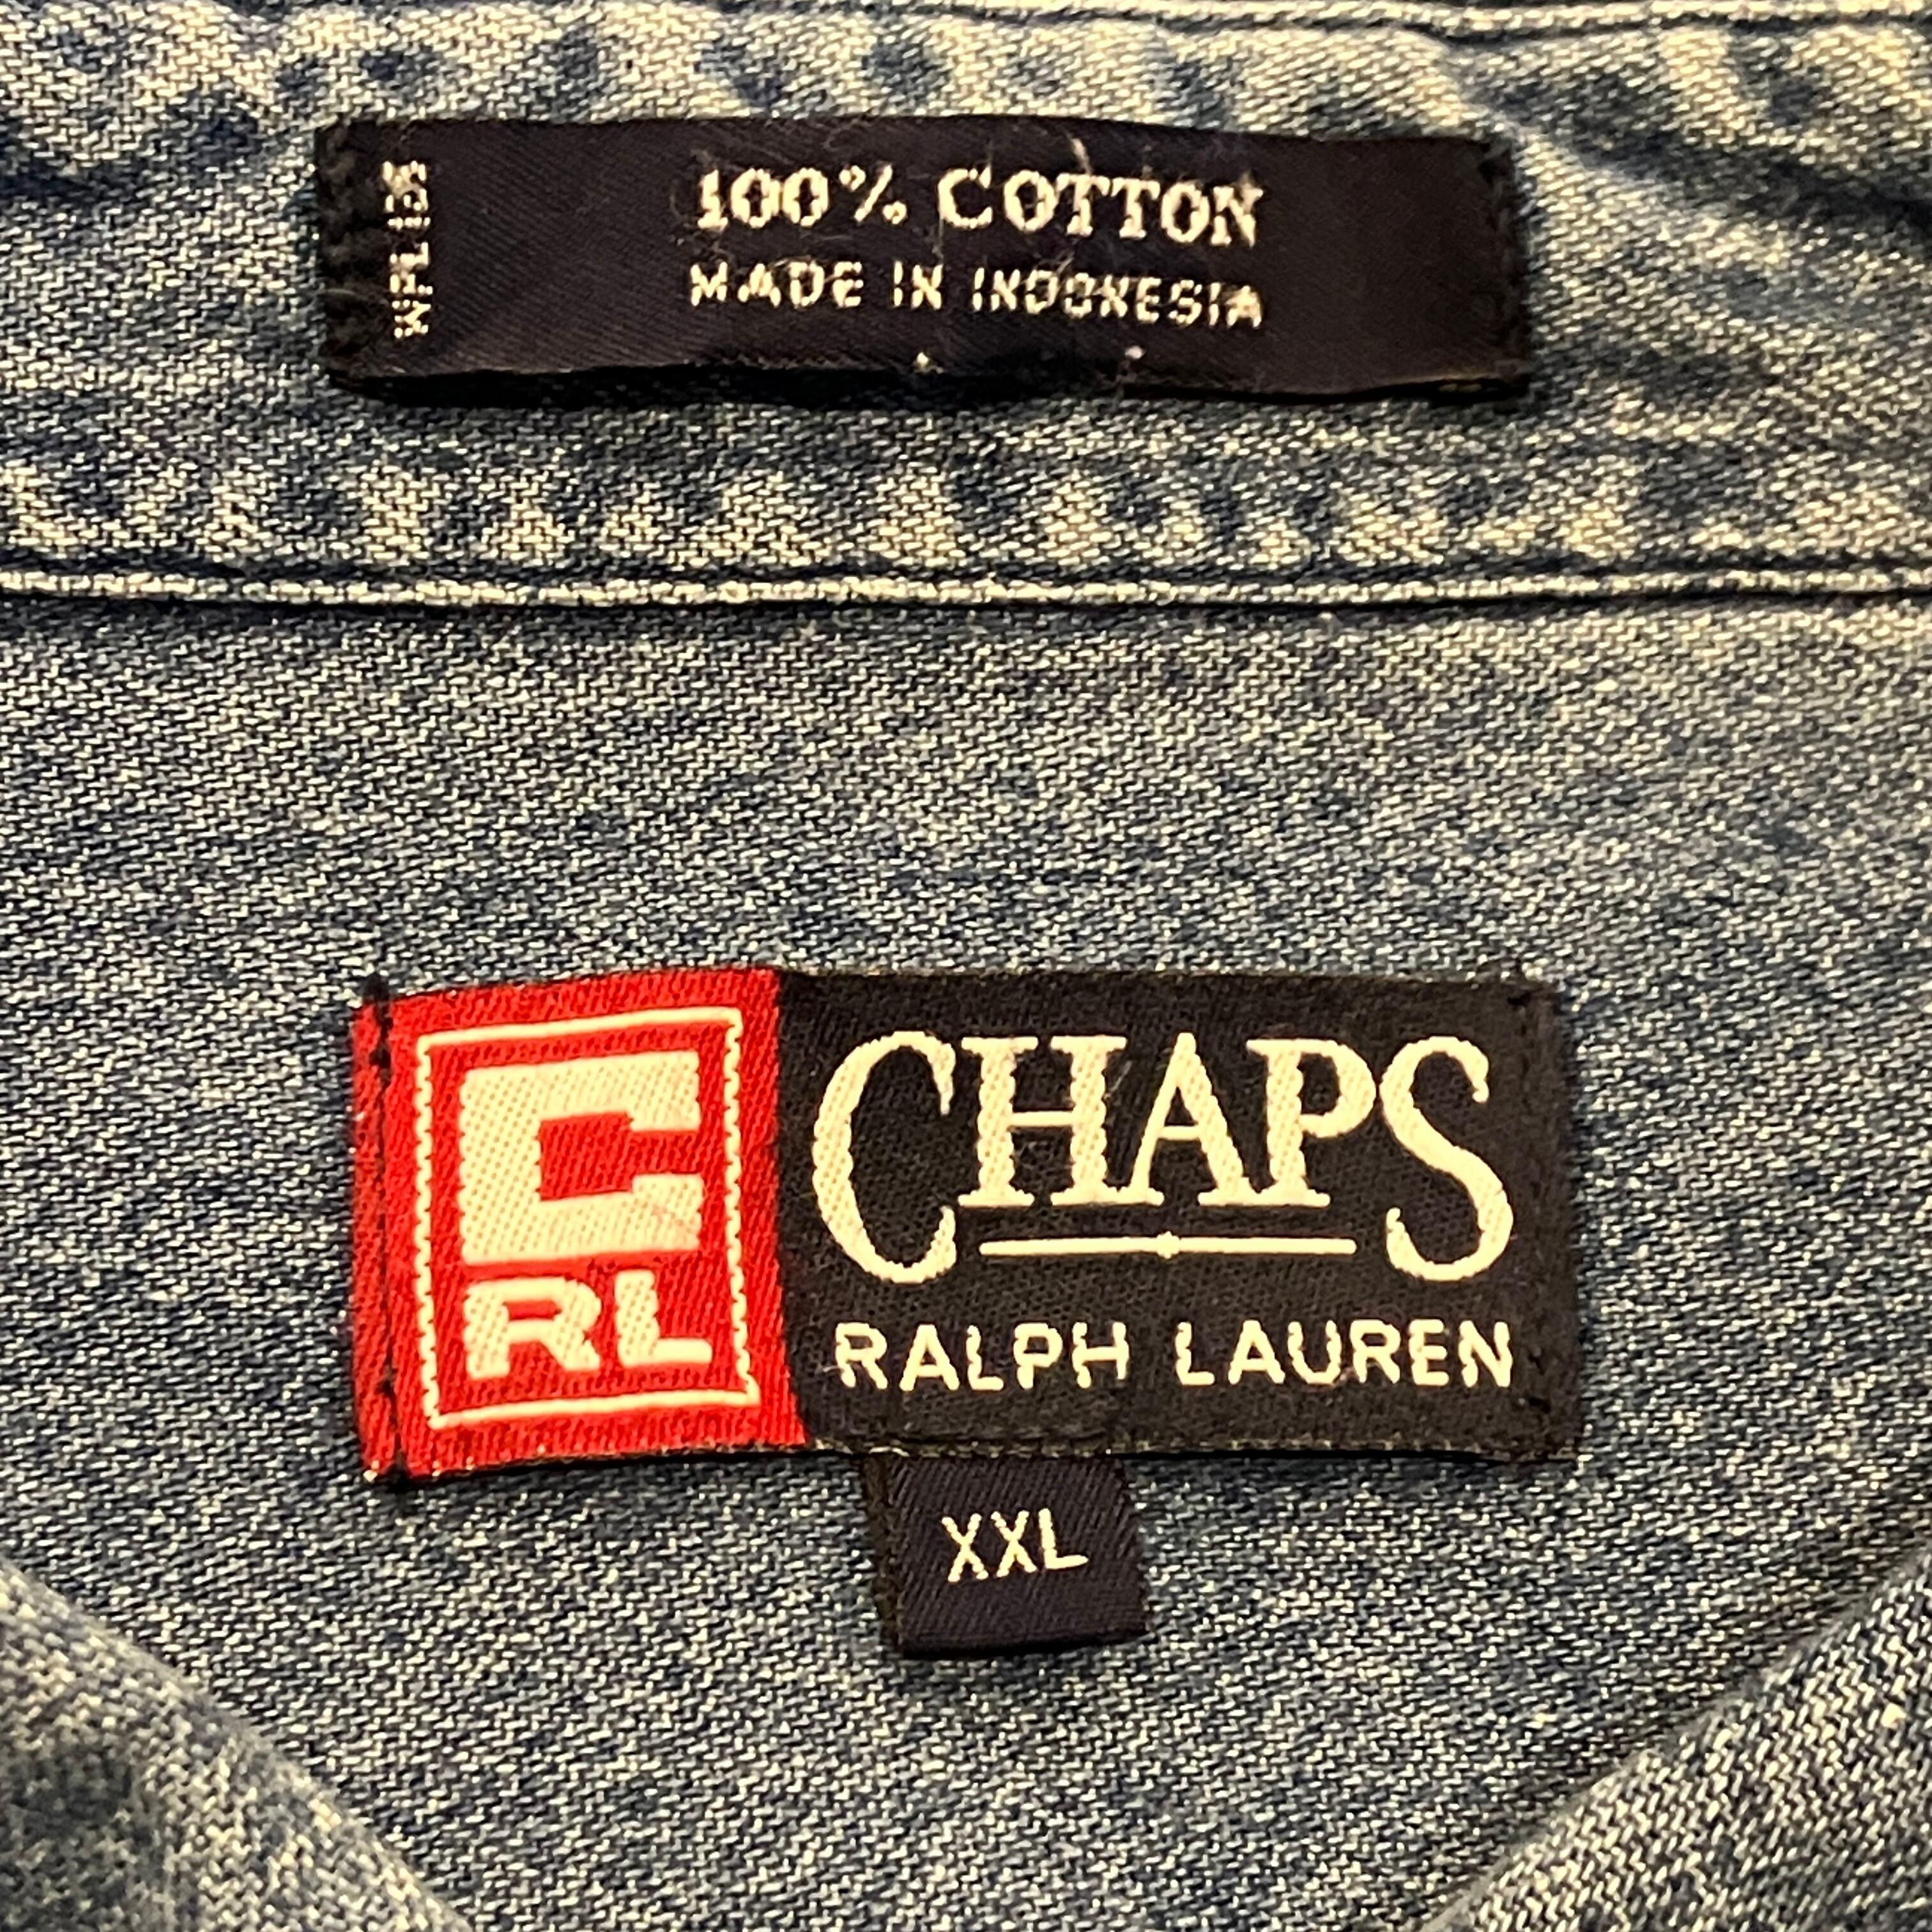 100% COTTON
MADE IN INDONESIA
C
RL
CHAPS
RALPH LAUREN
XXL